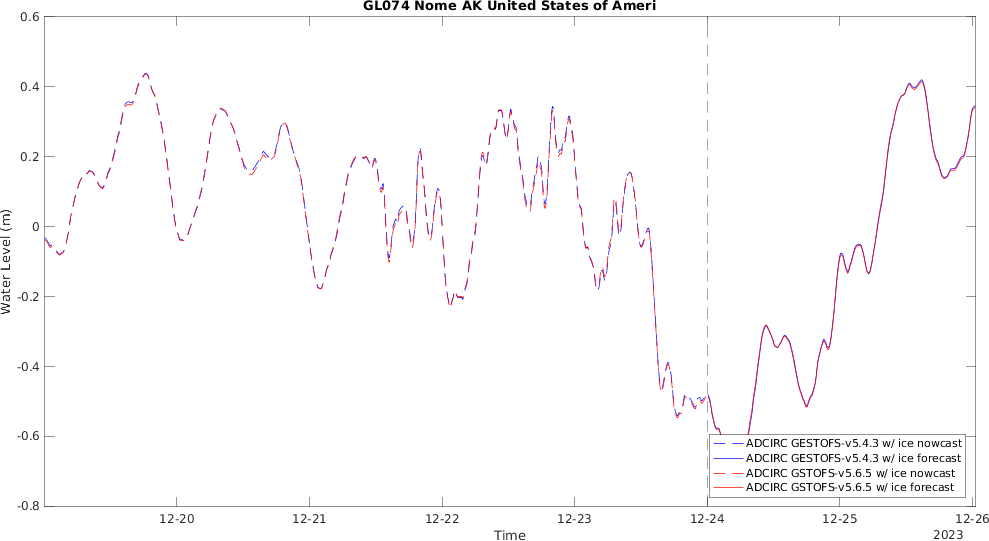 GL074 Nome AK United States of Ameri
0.6
0.4
0.2
0
-0.2
-0.4
-0.6
-0.8
Water Level (m)
ADCIRC GESTOFS-v5.4.3 w/ ice nowcast
ADCIRC GESTOFS-v5.4.3 w/ ice forecast
ADCIRC GSTOFS-v5.6.5 w/ ice nowcast
ADCIRC GSTOFS-v5.6.5 w/ ice forecast
12-20 12-21 12-22 12-23 12-24 12-25 12-26
Time
2023